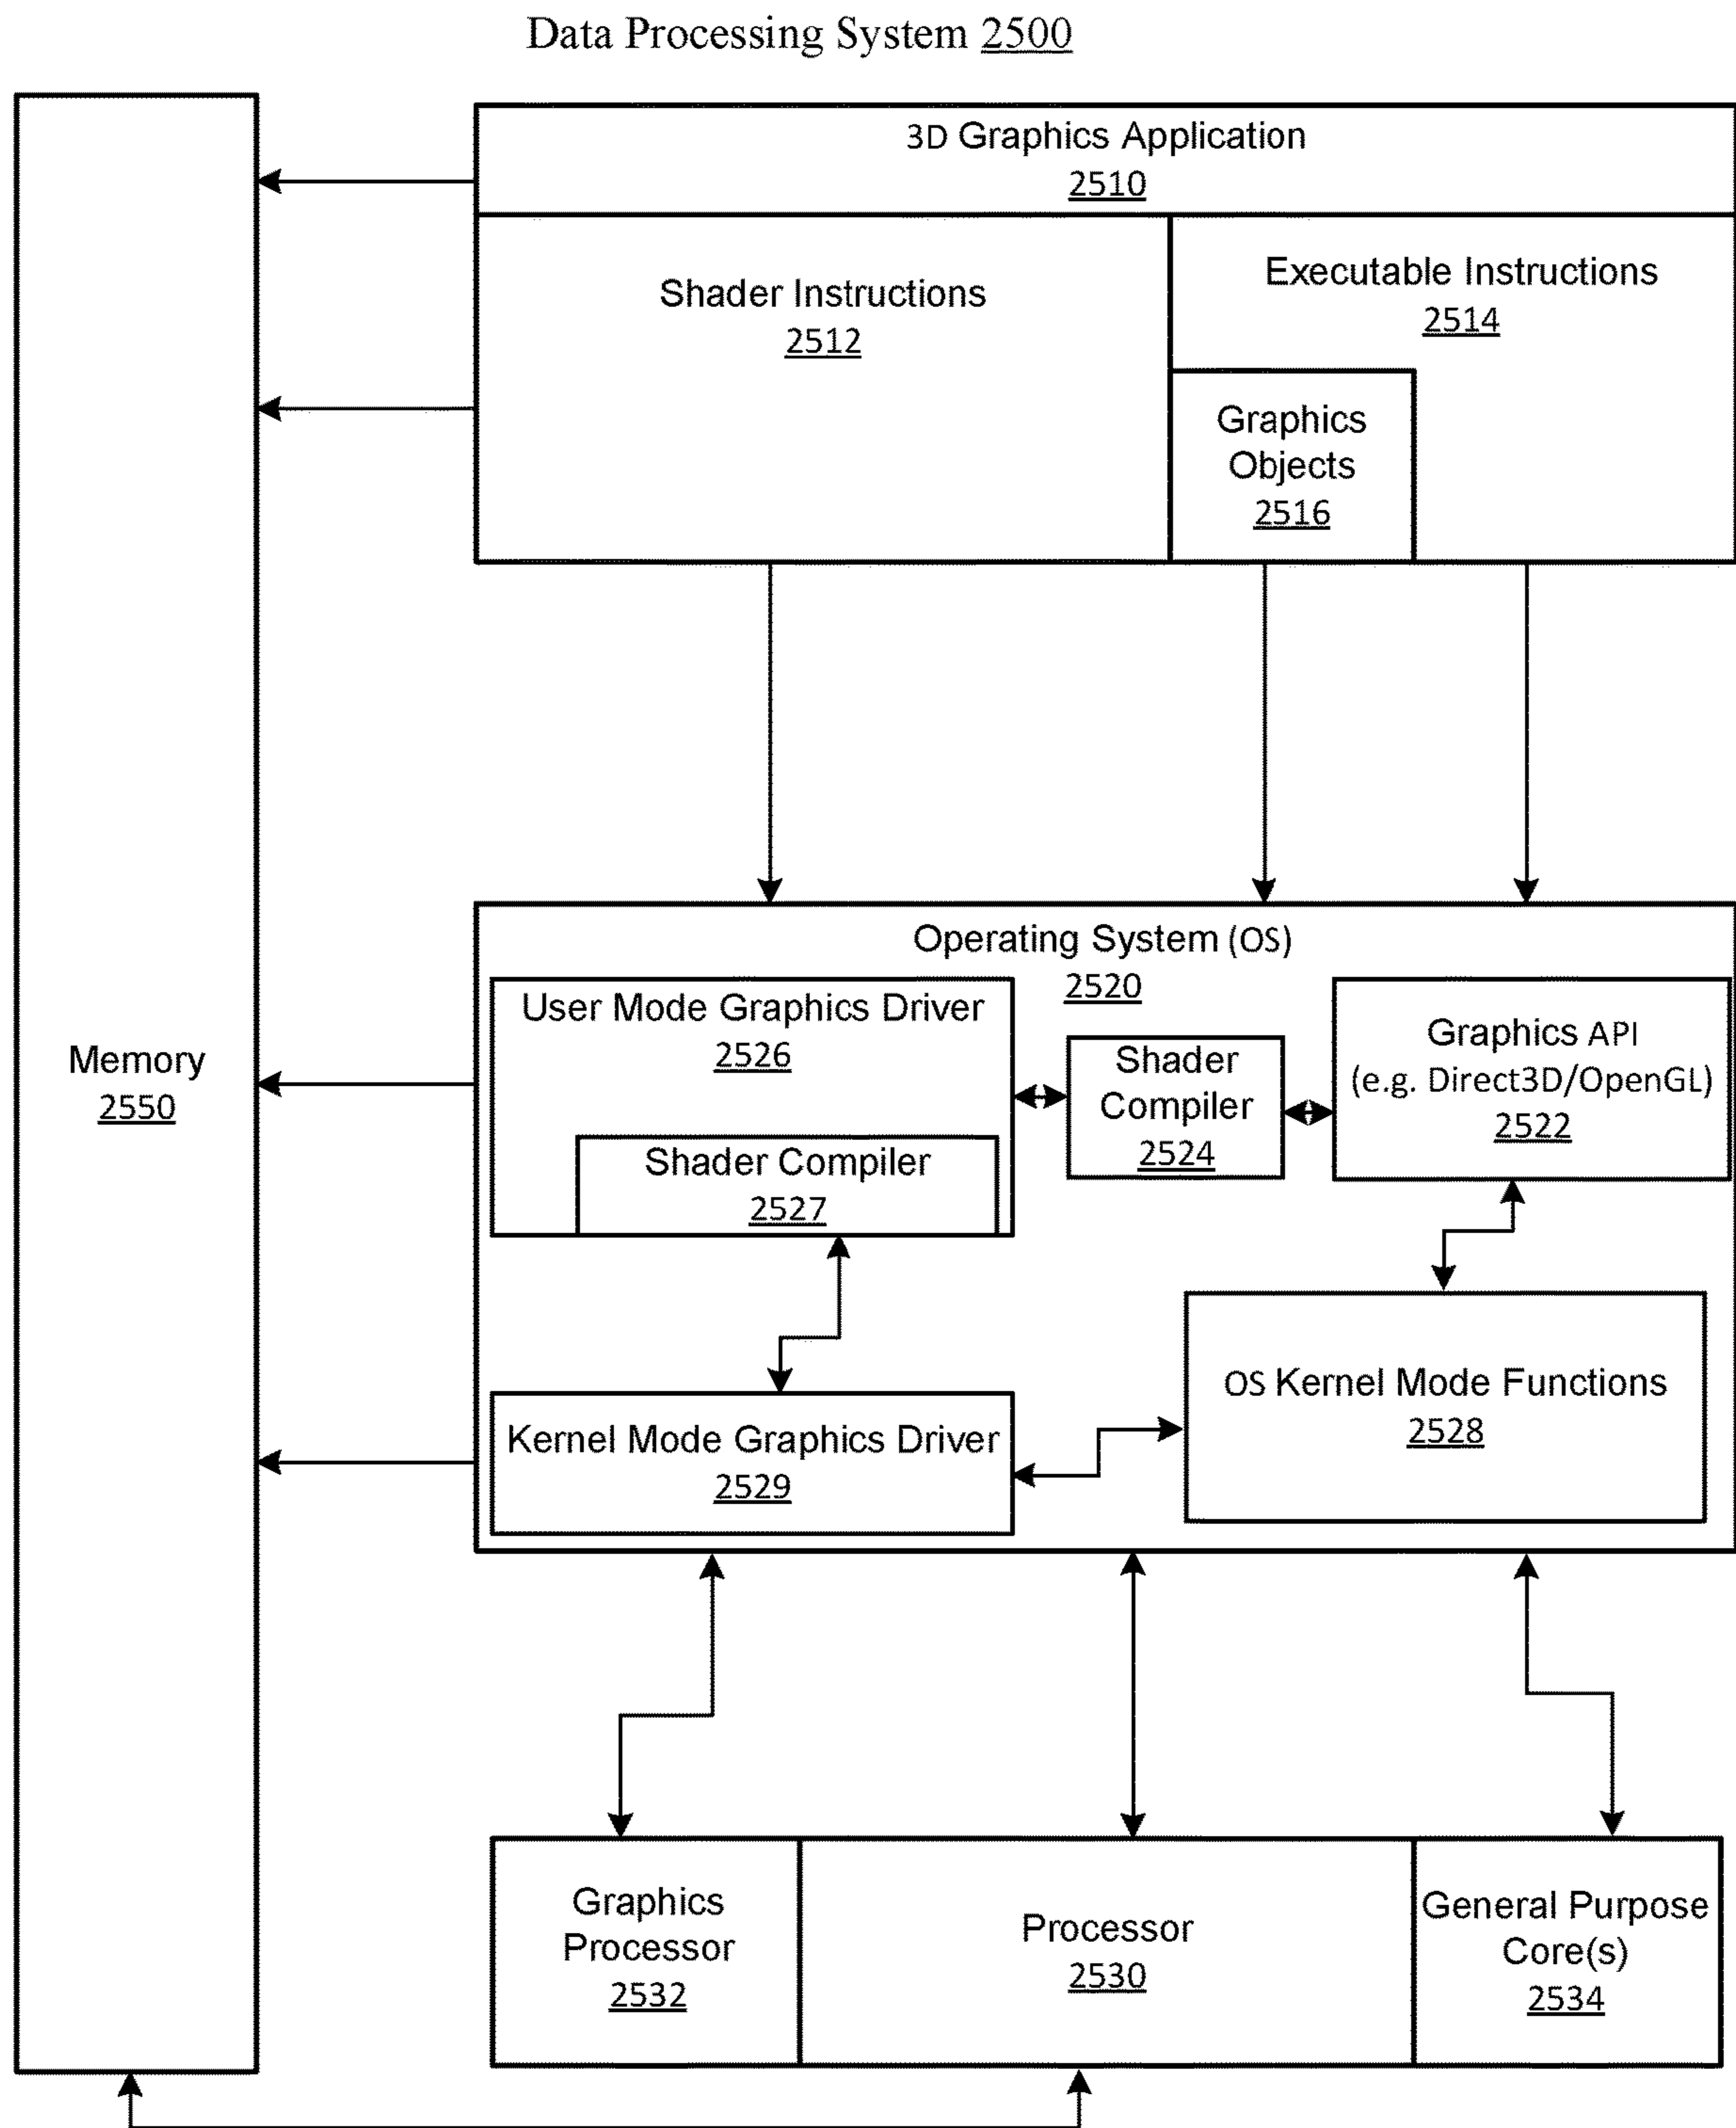 Data Processing System 2500
3D Graphics Application
2510
Shader Instructions
2512
Executable Instructions
2514
Graphics
Objects
2516
Memory
2550
Operating System (OS)
2520
User Mode Graphics Driver
2526
Shader Compiler
2527
Shader
Compiler
2524
Graphics API
(e.g. Direct3D/OpenGL)
2522
OS Kernel Mode Functions
2528
Kernel Mode Graphics Driver
2529
Graphics
Processor
2532
Processor
2530
General Purpose
Core(s)
2534